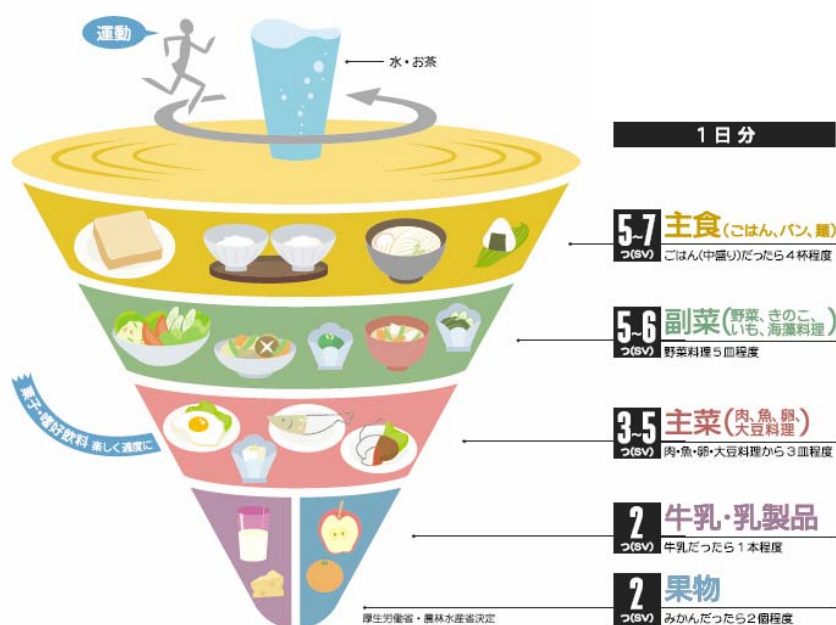 運動
水・お茶
1日分
5~7
つ(SV)
主食(ごはん、パン、麺)
ごはん(中盛り)だったら4杯程度
5~6
つ(SV)
副菜(野菜、きのこ、
いも、海藻料理)
野菜料理5皿程度
菓子・嗜好飲料 楽しく適度に
3~5
つ(SV)
主菜(肉、魚、卵、
大豆料理)
肉・魚・卵・大豆料理から3皿程度
2
つ(SV)
牛乳・乳製品
牛乳だったら1本程度
2
つ(SV)
果物
みかんだったら2個程度
厚生労働省・農林水産省決定